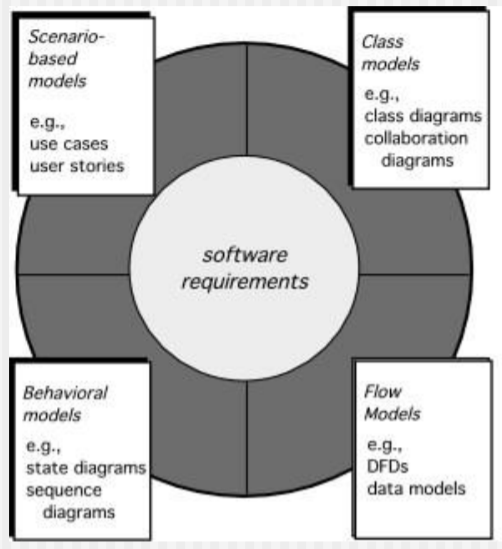 Scenario-
based
models
e.g.,
use cases
user stories
Class
models
e.g.,
class diagrams
collaboration
diagrams
software
requirements
Behavioral
models
e.g.,
state diagrams
sequence
diagrams
Flow
Models
e.g.,
DFDs
data models